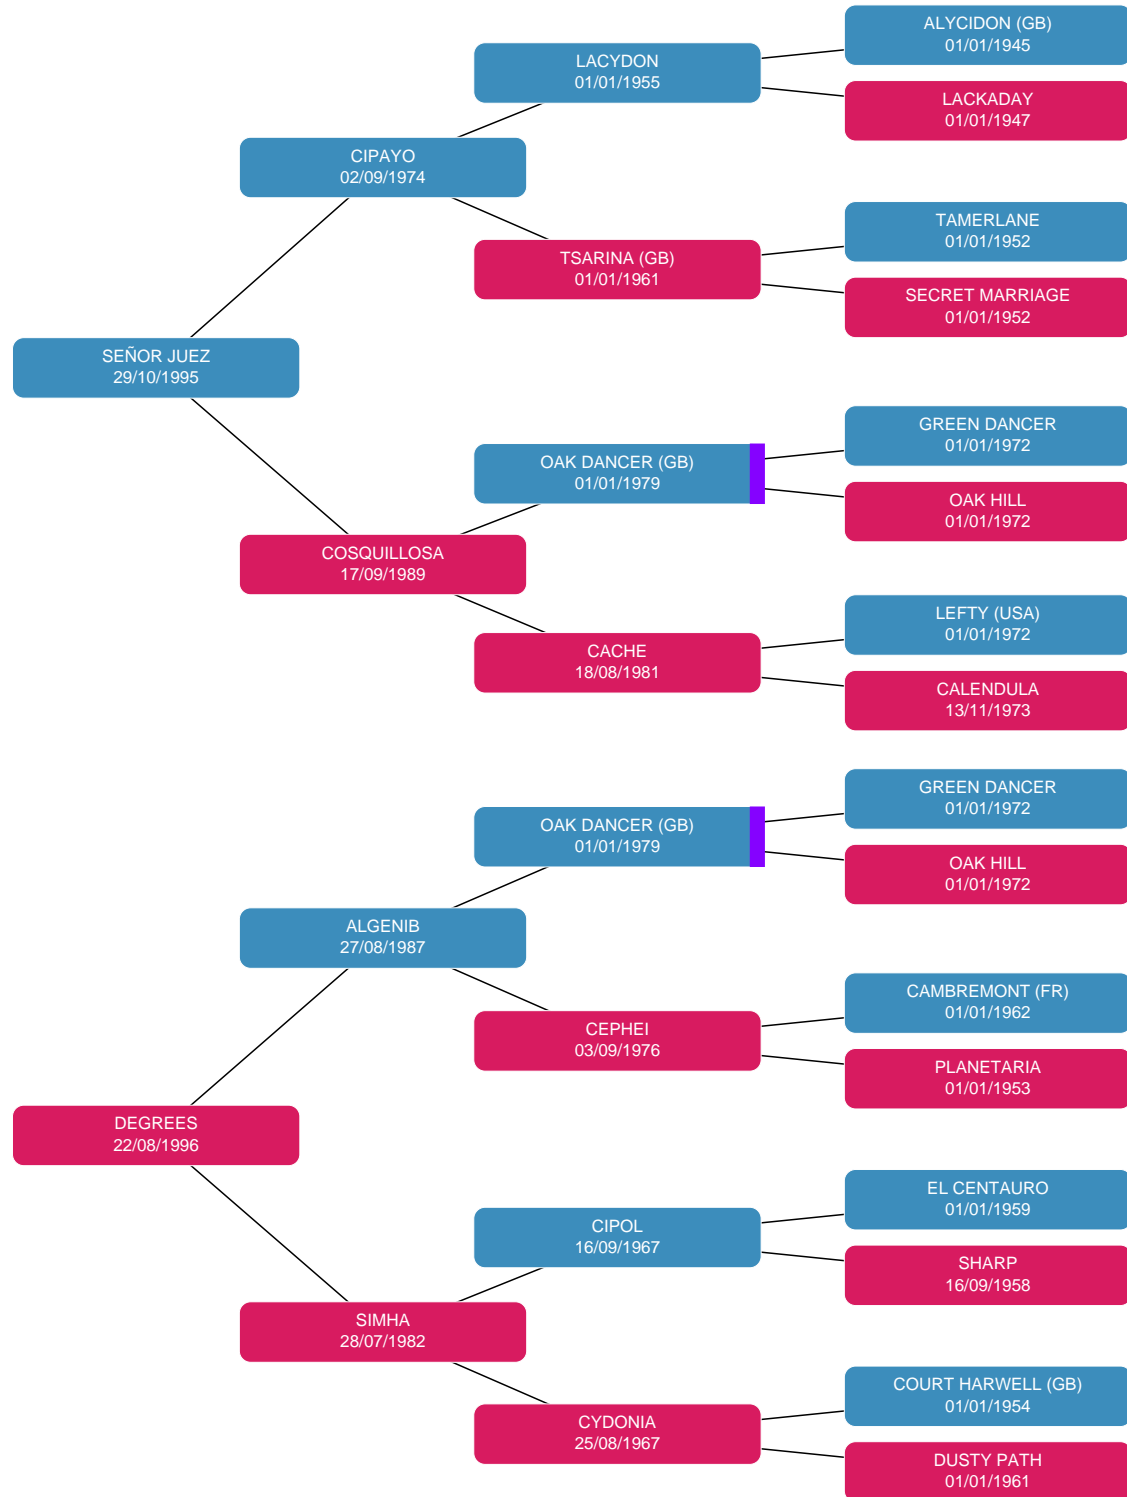 ALYCIDON (GB)
01/01/1945
LACYDON
01/01/1955
LACKADAY
01/01/1947
CIPAYO
02/09/1974
TAMERLANE
01/01/1952
TSARINA (GB)
01/01/1961
SECRET MARRIAGE
01/01/1952
SEÑOR JUEZ
29/10/1995
GREEN DANCER
01/01/1972
OAK DANCER (GB)
01/01/1979
OAK HILL
01/01/1972
COSQUILLOSA
17/09/1989
LEFTY (USA)
01/01/1972
CACHE
18/08/1981
CALENDULA
13/11/1973
GREEN DANCER
01/01/1972
OAK DANCER (GB)
01/01/1979
OAK HILL
01/01/1972
ALGENIB
27/08/1987
CAMBREMONT (FR)
01/01/1962
CEPHEI
03/09/1976
PLANETARIA
01/01/1953
DEGREES
22/08/1996
EL CENTAURO
01/01/1959
CIPOL
16/09/1967
SHARP
16/09/1958
SIMHA
28/07/1982
COURT HARWELL (GB)
01/01/1954
CYDONIA
25/08/1967
DUSTY PATH
01/01/1961